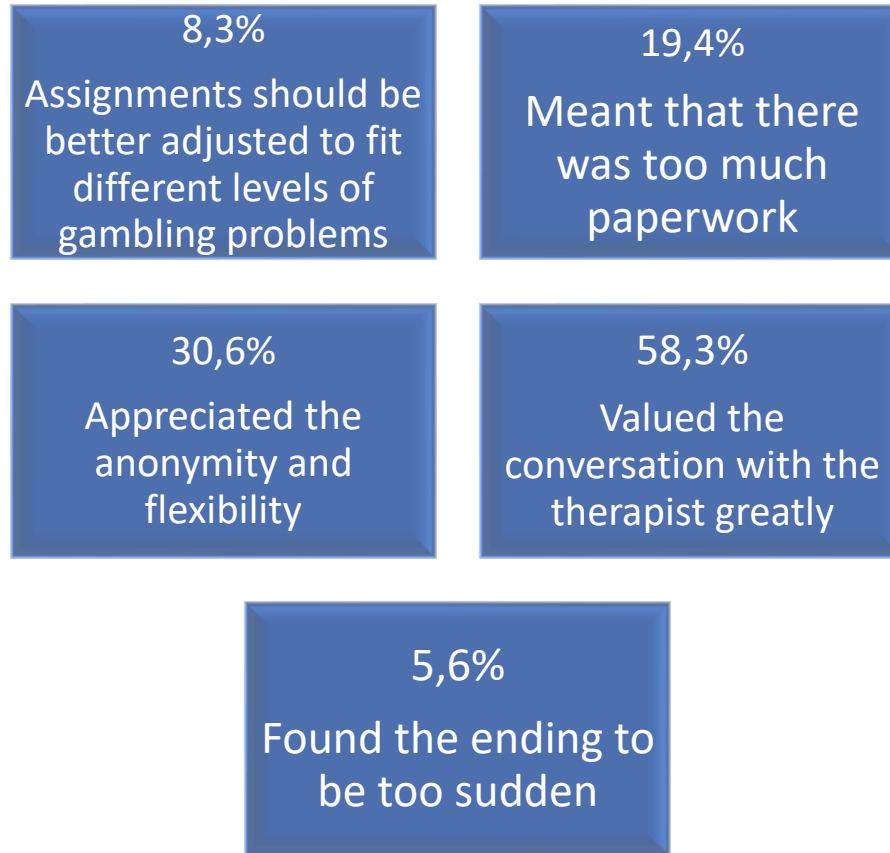 8,3%
Assignments should be
better adjusted to fit
different levels of
gambling problems
19,4%
Meant that there
was too much
paperwork
30,6%
Appreciated the
anonymity and
flexibility
58,3%
Valued the
conversation with the
therapist greatly
5,6%
Found the ending to
be too sudden